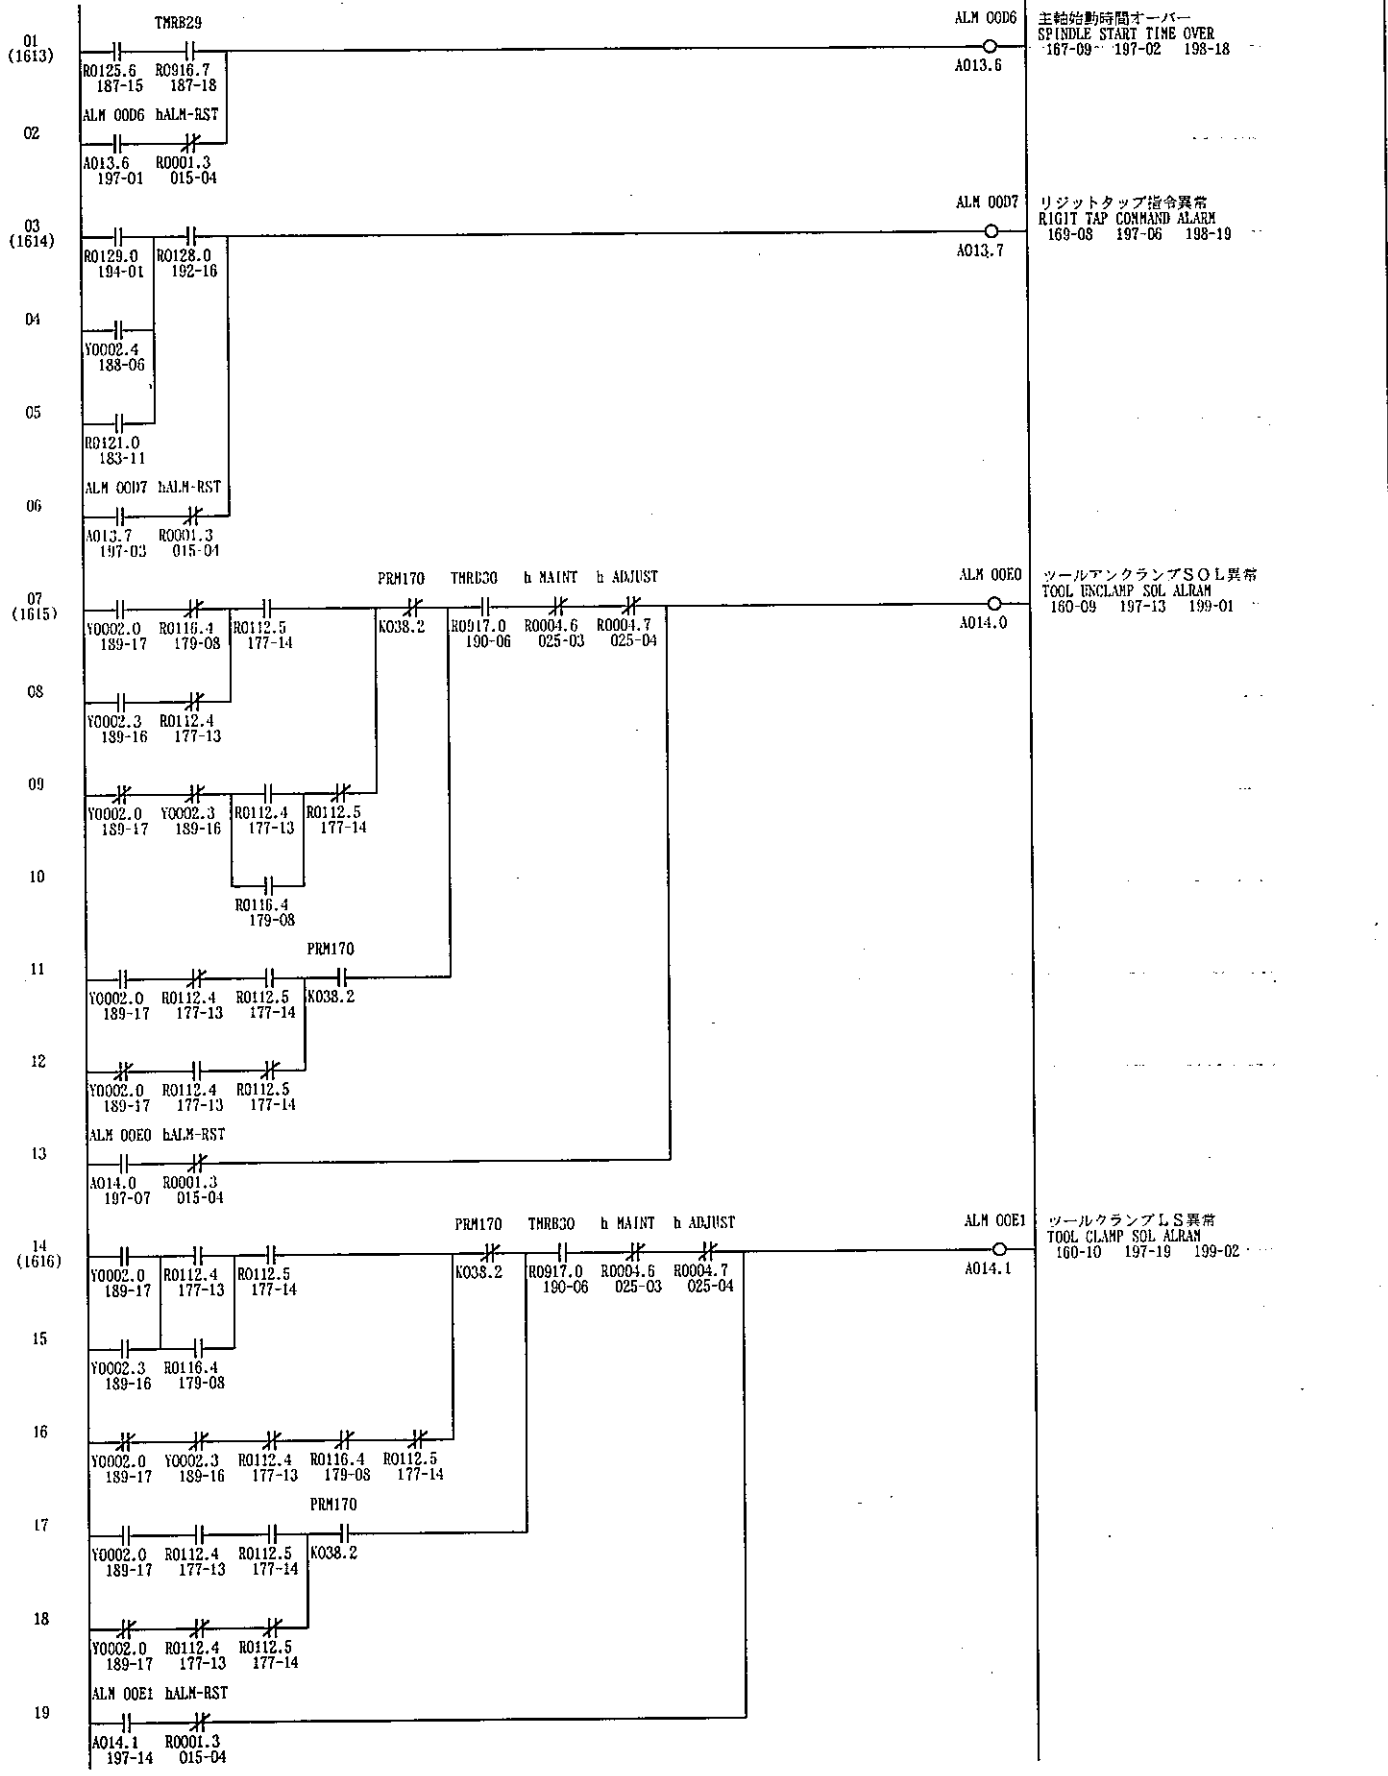 TMRB29 ALM 00D6 主軸始動時間オーバー
01 SPINDLE START TIME OVER
(1613) R0125.6 R0916.7 A013.6 167-09 197-02 198-18
187-15 187-18
ALM 00D6 hALM-RST
02
A013.6 R0001.3
197-01 015-04
ALM 00D7 リジットタップ指令異常
03 RIGIT TAP COMMAND ALARM
(1614) 169-08 197-06 198-19
R0129.0 R0128.0 A013.7
194-01 192-16
04
Y0002.4
188-06
05
R0121.0
183-11
ALM 00D7 hALM-RST
06
A013.7 R0001.3
197-03 015-04
PRM170 TMRB30 h MAINT h ADJUST ALM 00E0 ツールアンクランプSOL異常
07 TOOL UNCLAMP SOL ALRAM
(1615) 160-09 197-13 199-01
Y0002.0 R0116.4 R0112.5 K038.2 R0917.0 R0004.6 R0004.7 A014.0
189-17 179-08 177-14 190-06 025-03 025-04
08
Y0002.3 R0112.4
189-16 177-13
09
Y0002.0 Y0002.3 R0112.4 R0112.5
189-17 189-16 177-13 177-14
10
R0116.4
179-08
PRM170
11
Y0002.0 R0112.4 R0112.5 K038.2
189-17 177-13 177-14
12
Y0002.0 R0112.4 R0112.5
189-17 177-13 177-14
ALM 00E0 hALM-RST
13
A014.0 R0001.3
197-07 015-04
PRM170 TMRB30 h MAINT h ADJUST ALM 00E1 ツールクランプLS異常
14 TOOL CLAMP SOL ALRAM
(1616) 160-10 197-19 199-02
Y0002.0 R0112.4 R0112.5 K038.2 R0917.0 R0004.6 R0004.7 A014.1
189-17 177-13 177-14 190-06 025-03 025-04
15
Y0002.3 R0116.4
189-16 179-08
16
Y0002.0 Y0002.3 R0112.4 R0116.4 R0112.5
189-17 189-16 177-13 179-08 177-14
PRM170
17
Y0002.0 R0112.4 R0112.5 K038.2
189-17 177-13 177-14
18
Y0002.0 R0112.4 R0112.5
189-17 177-13 177-14
ALM 00E1 hALM-RST
19
A014.1 R0001.3
197-14 015-04